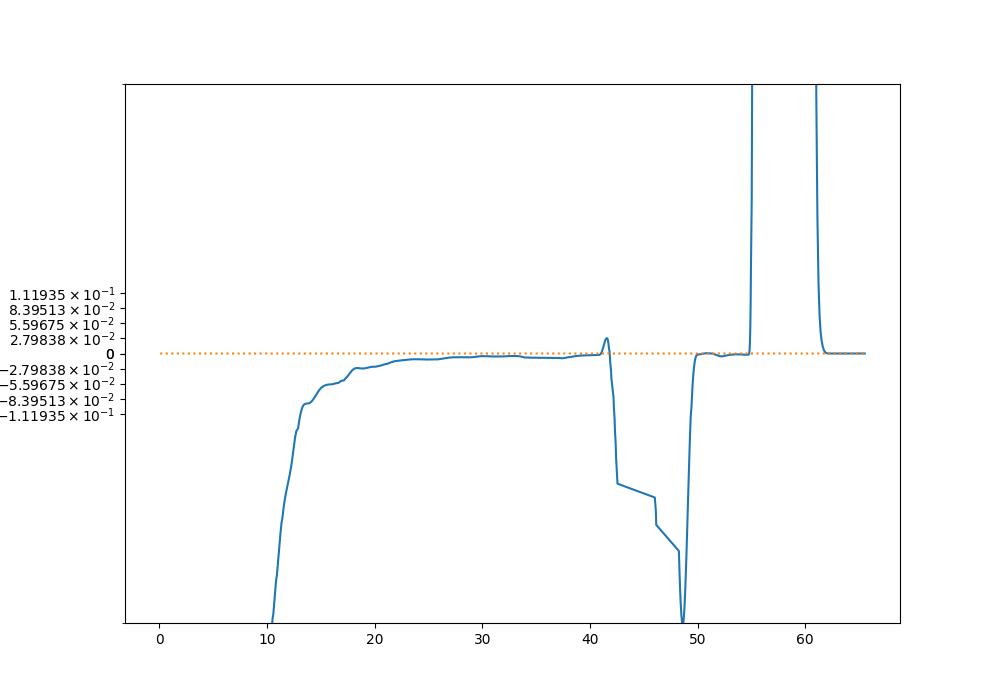 1.11935 × 10⁻¹
8.39513 × 10⁻²
5.59675 × 10⁻²
2.79838 × 10⁻²
0
−2.79838 × 10⁻²
−5.59675 × 10⁻²
−8.39513 × 10⁻²
−1.11935 × 10⁻¹
0 10 20 30 40 50 60